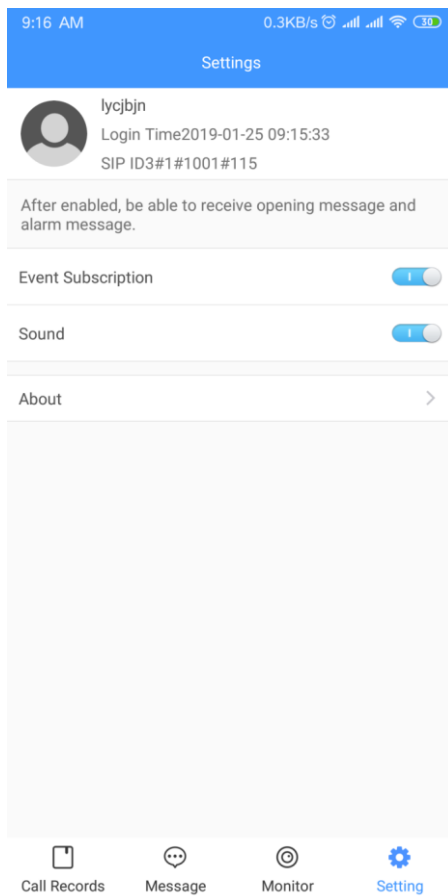 9:16 AM 0.3KB/s 30
Settings
lycjbjn
Login Time2019-01-25 09:15:33
SIP ID3#1#1001#115
After enabled, be able to receive opening message and
alarm message.
Event Subscription
Sound
About
Call Records Message Monitor Setting